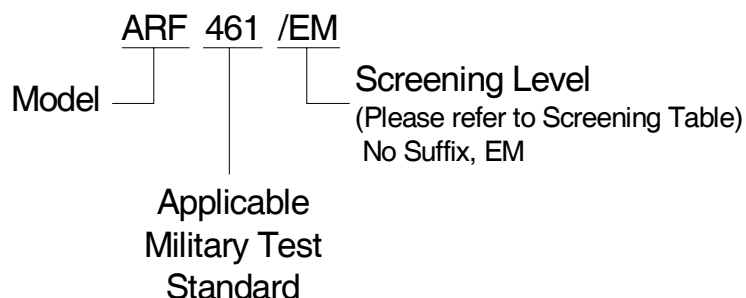 ARF 461 /EM
Model
Screening Level
(Please refer to Screening Table)
No Suffix, EM
Applicable
Military Test
Standard